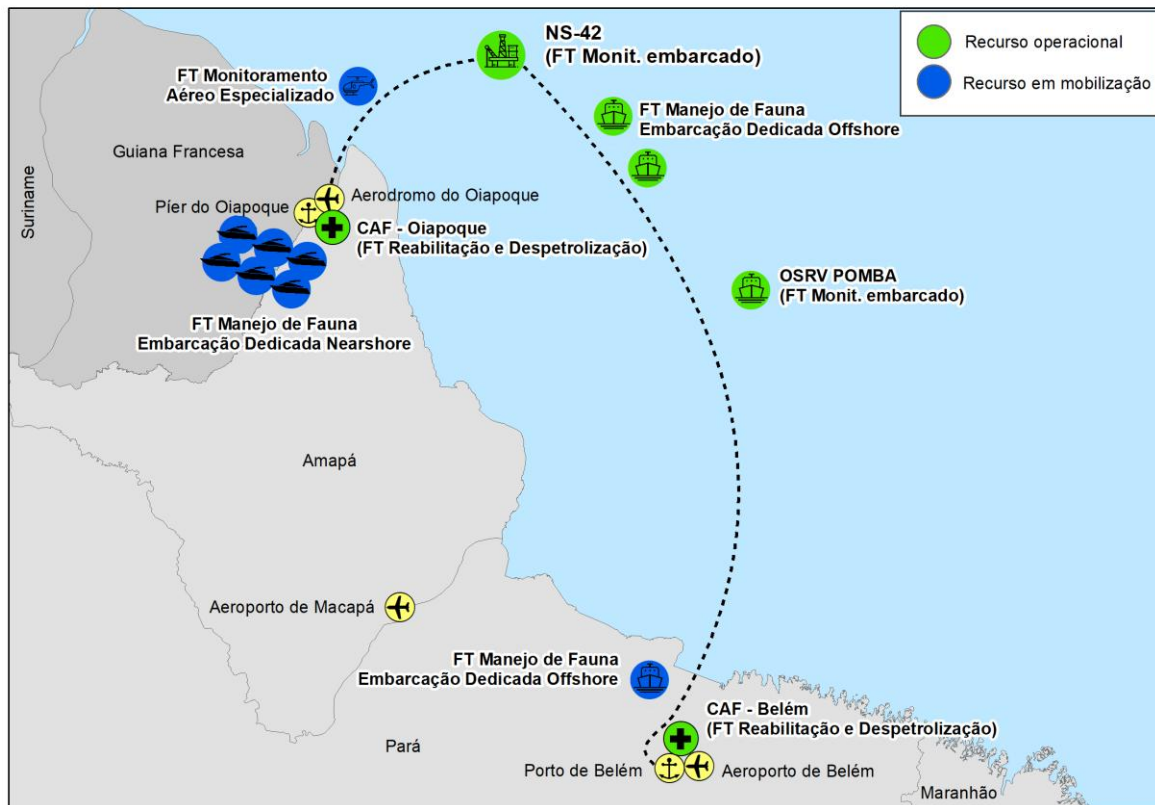 NS-42
(FT Monit. embarcado)
Recurso operacional
Recurso em mobilização
FT Monitoramento
Aéreo Especializado
FT Manejo de Fauna
Embarcação Dedicada Offshore
Guiana Francesa
Suriname
Aerodromo do Oiapoque
Píer do Oiapoque
CAF - Oiapoque
(FT Reabilitação e Despetrolização)
OSRV POMBA
(FT Monit. embarcado)
FT Manejo de Fauna
Embarcação Dedicada Nearshore
Amapá
Aeroporto de Macapá
FT Manejo de Fauna
Embarcação Dedicada Offshore
CAF - Belém
(FT Reabilitação e Despetrolização)
Pará
Porto de Belém
Aeroporto de Belém
Maranhão